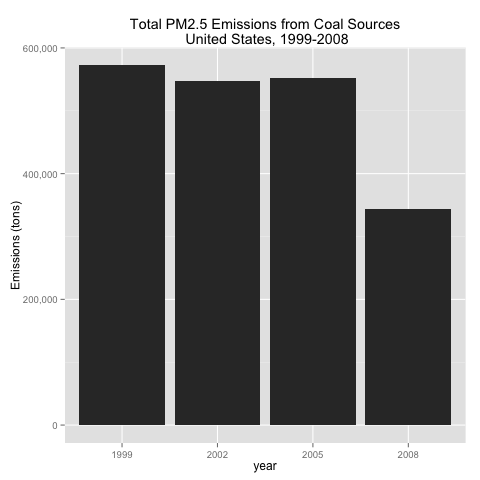 Total PM2.5 Emissions from Coal Sources
United States, 1999-2008
Emissions (tons)
600,000
400,000
200,000
0
1999 2002 2005 2008
year